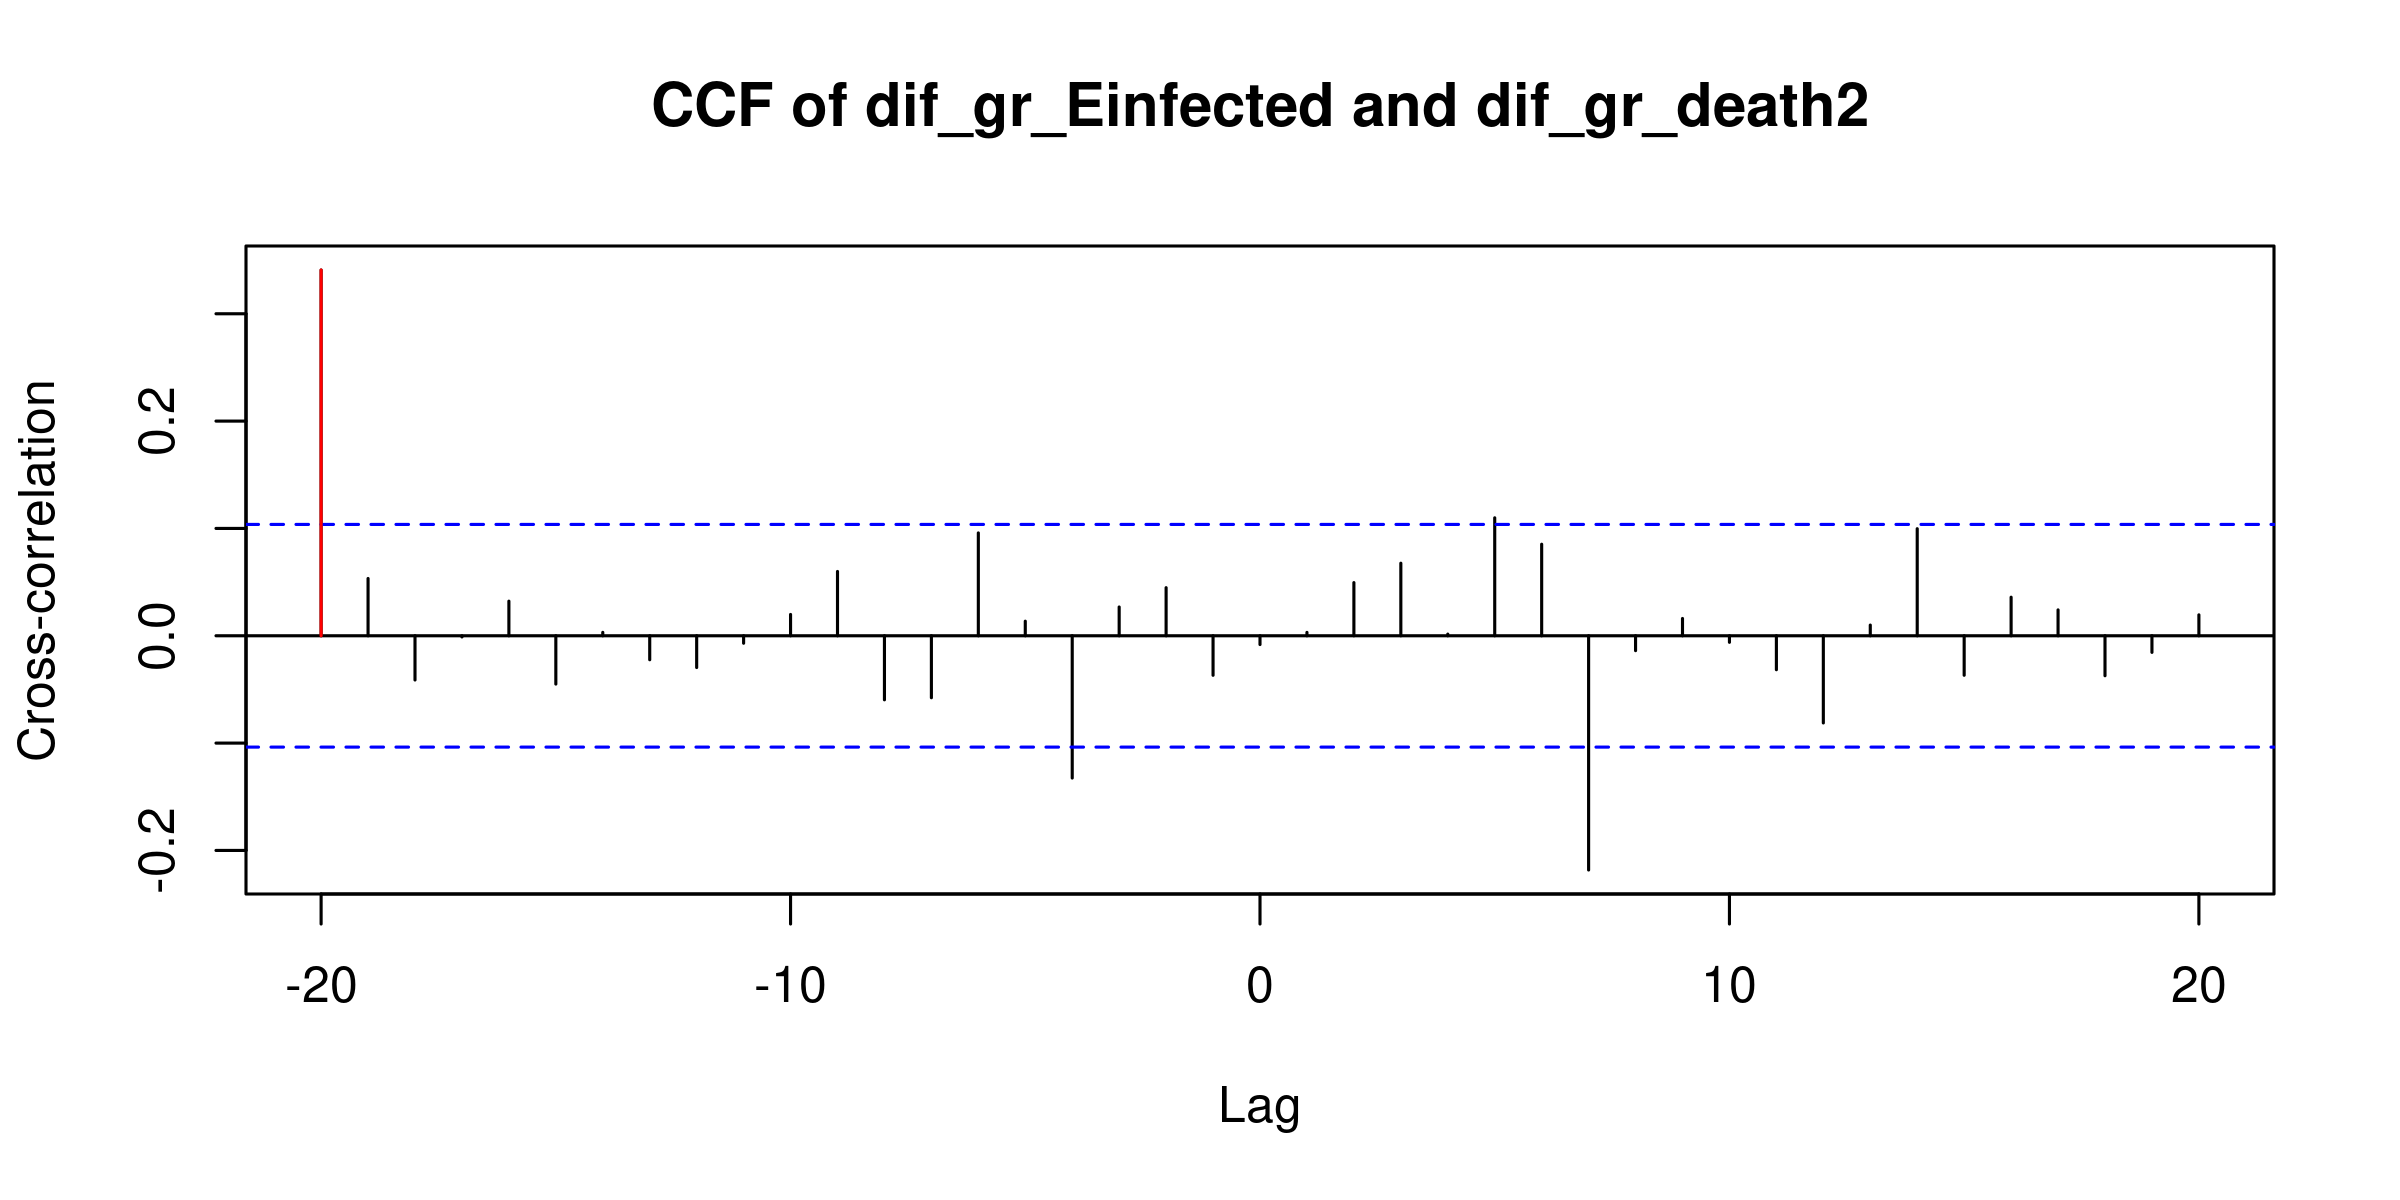 CCF of dif_gr_Einfected and dif_gr_death2
Cross-correlation
0.2
0.0
-0.2
-20 -10 0 10 20
Lag